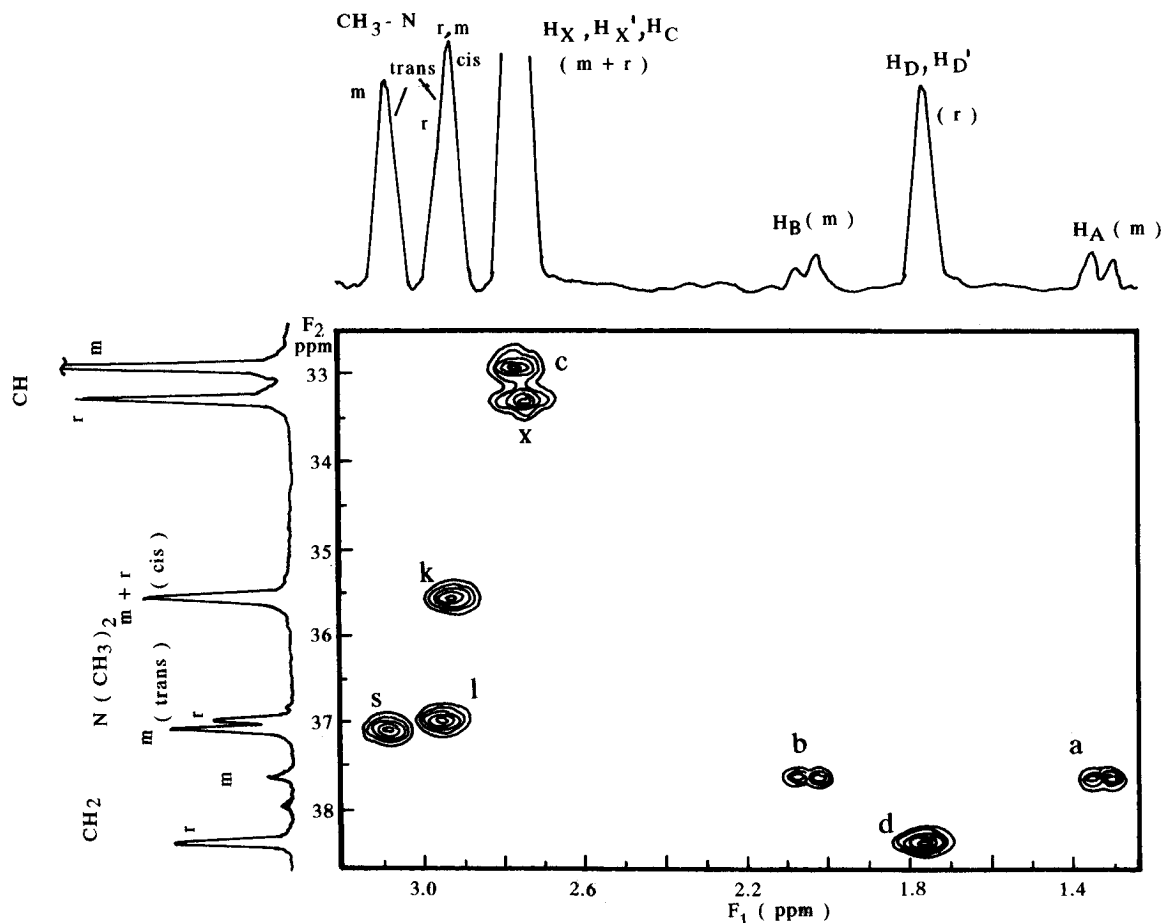 CH3 - N
r,m
trans
cis
m
r
HX , HX', HC
( m + r )
HD, HD'
( r )
HB ( m )
HA ( m )
F2
ppm
CH
m
r
N ( CH3 )2
m + r
( cis )
m
r
( trans )
CH2
m
r
33
34
35
36
37
38
c
x
k
s
l
b
a
d
3.0
2.6
2.2
1.8
1.4
F1 ( ppm )